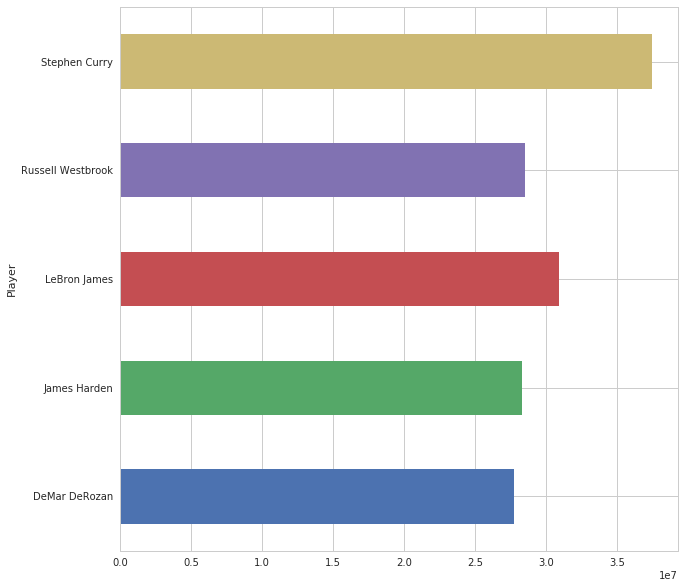 Stephen Curry
Russell Westbrook
LeBron James
James Harden
DeMar DeRozan
Player
0.0 0.5 1.0 1.5 2.0 2.5 3.0 3.5
1e7